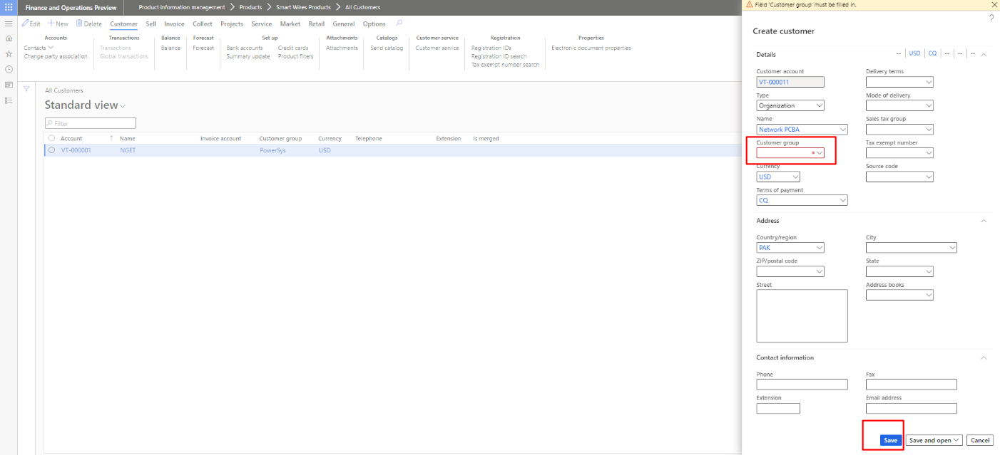 Finance and Operations Preview
Product information management > Products > Smart Wires Products > All Customers
Edit + New Delete Customer Sell Invoice Collect Projects Service Market Retail General Options
Accounts
Contacts
Change party association
Transactions
Transactions
Global transactions
Balance
Balance
Forecast
Forecast
Set up
Bank accounts Credit cards
Summary update Product filters
Attachments
Attachments
Catalogs
Send catalog
Customer service
Customer service
Registration
Registration IDs
Registration ID search
Tax exempt number search
Properties
Electronic document properties
All Customers
Standard view
Filter
Account ↑ Name Invoice account Customer group Currency Telephone Extension Is merged
VT-000001 NGET PowerSys USD
Field 'Customer group' must be filled in.
?
Create customer
Details -- USD CQ -- -- --
Customer account
VT-000011
Type
Organization
Name
Network PCBA
Customer group
*
Currency
USD
Terms of payment
CQ
Delivery terms
Mode of delivery
Sales tax group
Tax exempt number
Source code
Address
Country/region
PAK
City
ZIP/postal code
State
Street
Address books
Contact information
Phone
Fax
Extension
Email address
Save Save and open Cancel